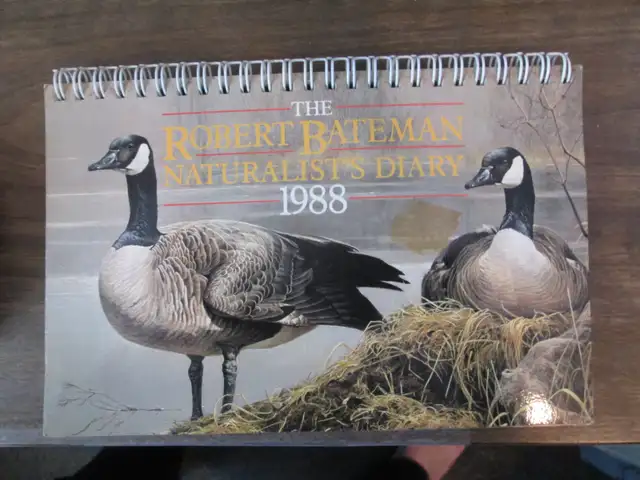 THE
ROBERT BATEMAN
NATURALIST'S DIARY
1988